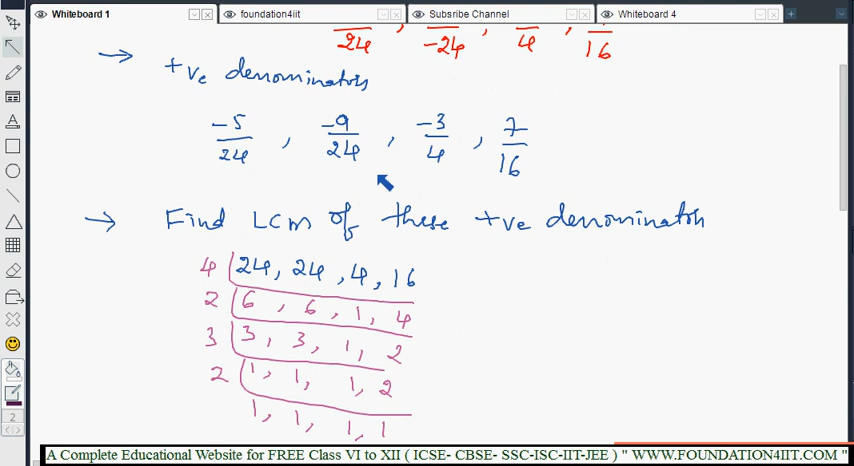 Whiteboard 1 foundation4iit Subsribe Channel Whiteboard 4
24 , -24 , 4 , 16
→ +ve denominators
-5/24 , -9/24 , -3/4 , 7/16
→ Find LCM of these +ve denominators
4 | 24, 24, 4, 16
2 | 6 , 6 , 1, 4
3 | 3, 3, 1, 2
2 | 1, 1, 1, 2
1, 1, 1, 1
2
A Complete Educational Website for FREE Class VI to XII ( ICSE- CBSE- SSC-ISC-IIT-JEE ) " WWW.FOUNDATION4IIT.COM "